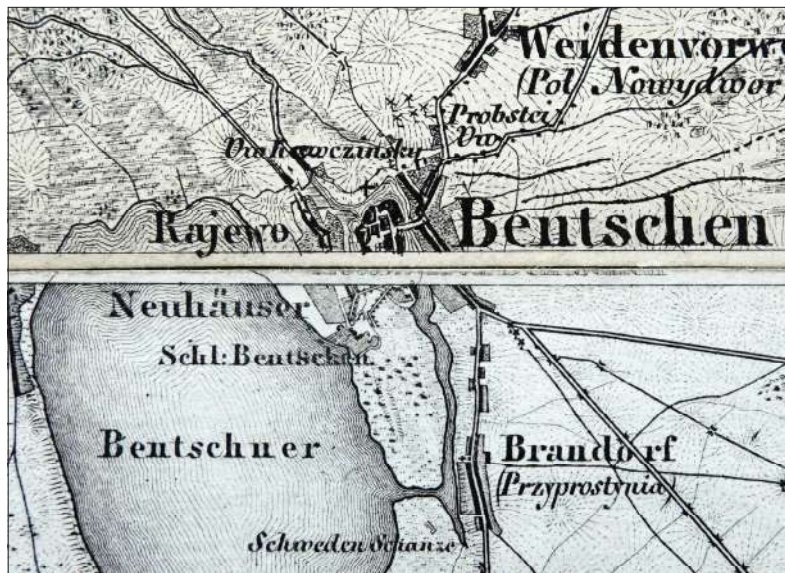 Weidenvorw
(Pol Nowydwor)
Probstei
Vw
Rajewo
Bentschen
Neuhäuser
Schl: Bentschen
Bentschner
Brandorf
(Przyprostynia)
Schweden Schanze